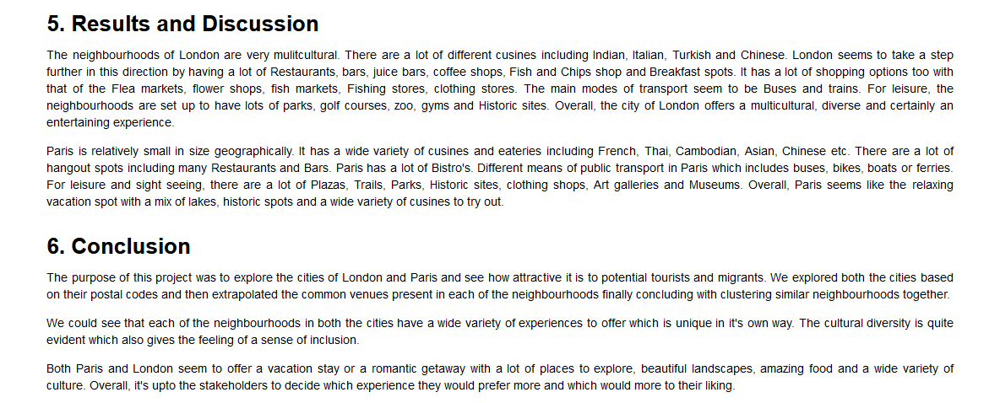 5. Results and Discussion
The neighbourhoods of London are very mulitcultural. There are a lot of different cusines including Indian, Italian, Turkish and Chinese. London seems to take a step
further in this direction by having a lot of Restaurants, bars, juice bars, coffee shops, Fish and Chips shop and Breakfast spots. It has a lot of shopping options too with
that of the Flea markets, flower shops, fish markets, Fishing stores, clothing stores. The main modes of transport seem to be Buses and trains. For leisure, the
neighbourhoods are set up to have lots of parks, golf courses, zoo, gyms and Historic sites. Overall, the city of London offers a multicultural, diverse and certainly an
entertaining experience.
Paris is relatively small in size geographically. It has a wide variety of cusines and eateries including French, Thai, Cambodian, Asian, Chinese etc. There are a lot of
hangout spots including many Restaurants and Bars. Paris has a lot of Bistro's. Different means of public transport in Paris which includes buses, bikes, boats or ferries.
For leisure and sight seeing, there are a lot of Plazas, Trails, Parks, Historic sites, clothing shops, Art galleries and Museums. Overall, Paris seems like the relaxing
vacation spot with a mix of lakes, historic spots and a wide variety of cusines to try out.
6. Conclusion
The purpose of this project was to explore the cities of London and Paris and see how attractive it is to potential tourists and migrants. We explored both the cities based
on their postal codes and then extrapolated the common venues present in each of the neighbourhoods finally concluding with clustering similar neighbourhoods together.
We could see that each of the neighbourhoods in both the cities have a wide variety of experiences to offer which is unique in it's own way. The cultural diversity is quite
evident which also gives the feeling of a sense of inclusion.
Both Paris and London seem to offer a vacation stay or a romantic getaway with a lot of places to explore, beautiful landscapes, amazing food and a wide variety of
culture. Overall, it's upto the stakeholders to decide which experience they would prefer more and which would more to their liking.